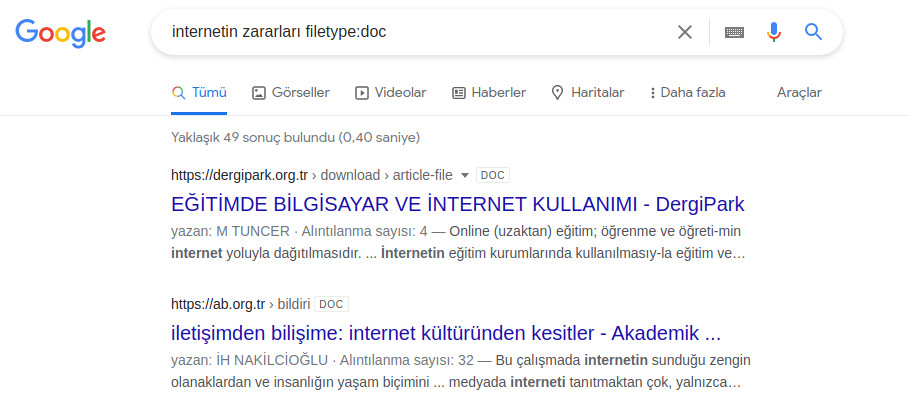 Google
internetin zararları filetype:doc
Tümü Görseller Videolar Haberler Haritalar Daha fazla Araçlar
Yaklaşık 49 sonuç bulundu (0,40 saniye)
https://dergipark.org.tr › download › article-file DOC
EĞİTİMDE BİLGİSAYAR VE İNTERNET KULLANIMI - DergiPark
yazan: M TUNCER · Alıntılanma sayısı: 4 — Online (uzaktan) eğitim; öğrenme ve öğreti-min
internet yoluyla dağıtılmasıdır. ... İnternetin eğitim kurumlarında kullanılmasıy-la eğitim ve…
https://ab.org.tr › bildiri DOC
iletişimden bilişime: internet kültüründen kesitler - Akademik ...
yazan: İH NAKİLCİOĞLU · Alıntılanma sayısı: 32 — Bu çalışmada internetin sunduğu zengin
olanaklardan ve insanlığın yaşam biçimini ... medyada interneti tanıtmaktan çok, yalnızca…